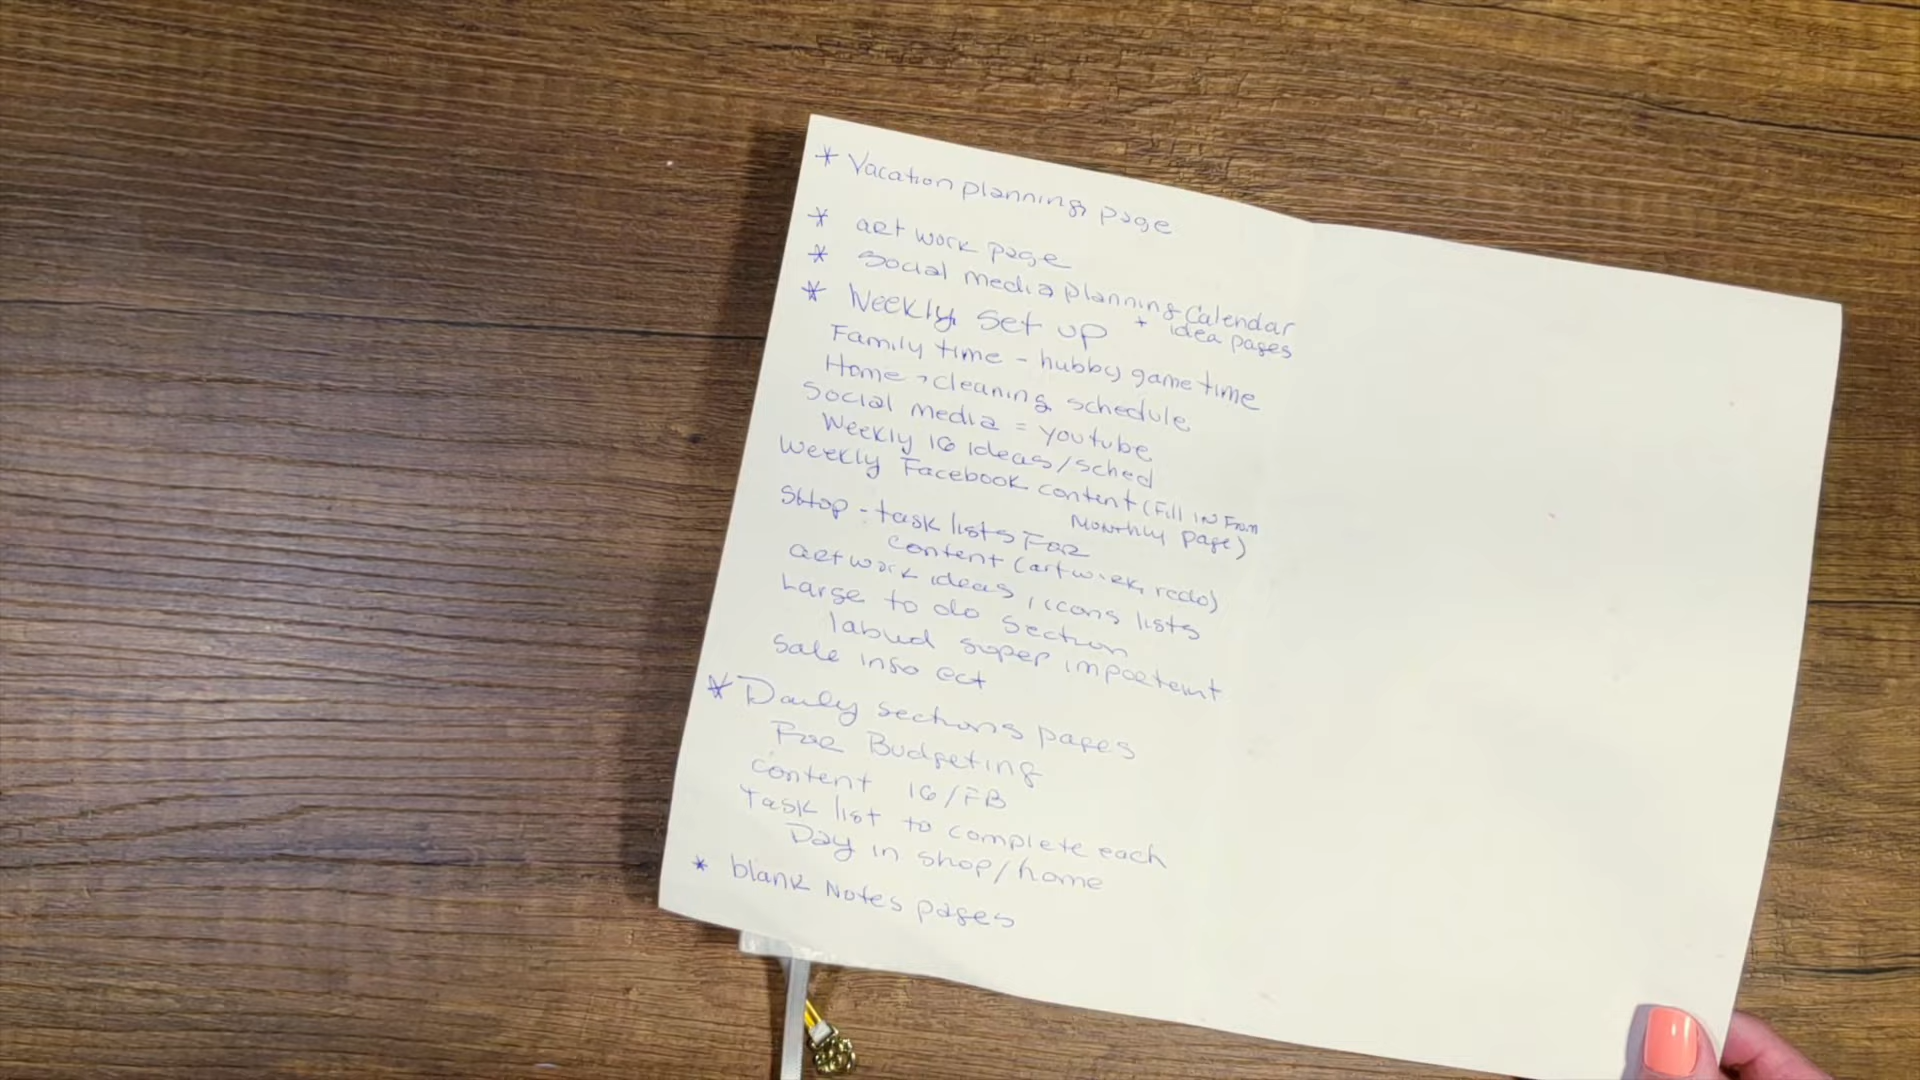 * Vacation planning page
* art work page
* social media planning Calendar
+ idea pages
* Weekly set up
Family time - hubby game time
Home > cleaning schedule
Social media = youtube
Weekly IG ideas/sched
Weekly Facebook content (Fill in From
Monthly page)
SHop - task lists For
content (artwork, redo)
artwork ideas, icons lists
Large to do section
labled super importent
sale info ect
* Daily sections pages
For Budgeting
content IG/FB
Task list to complete each
Day in shop/home
* blank Notes pages